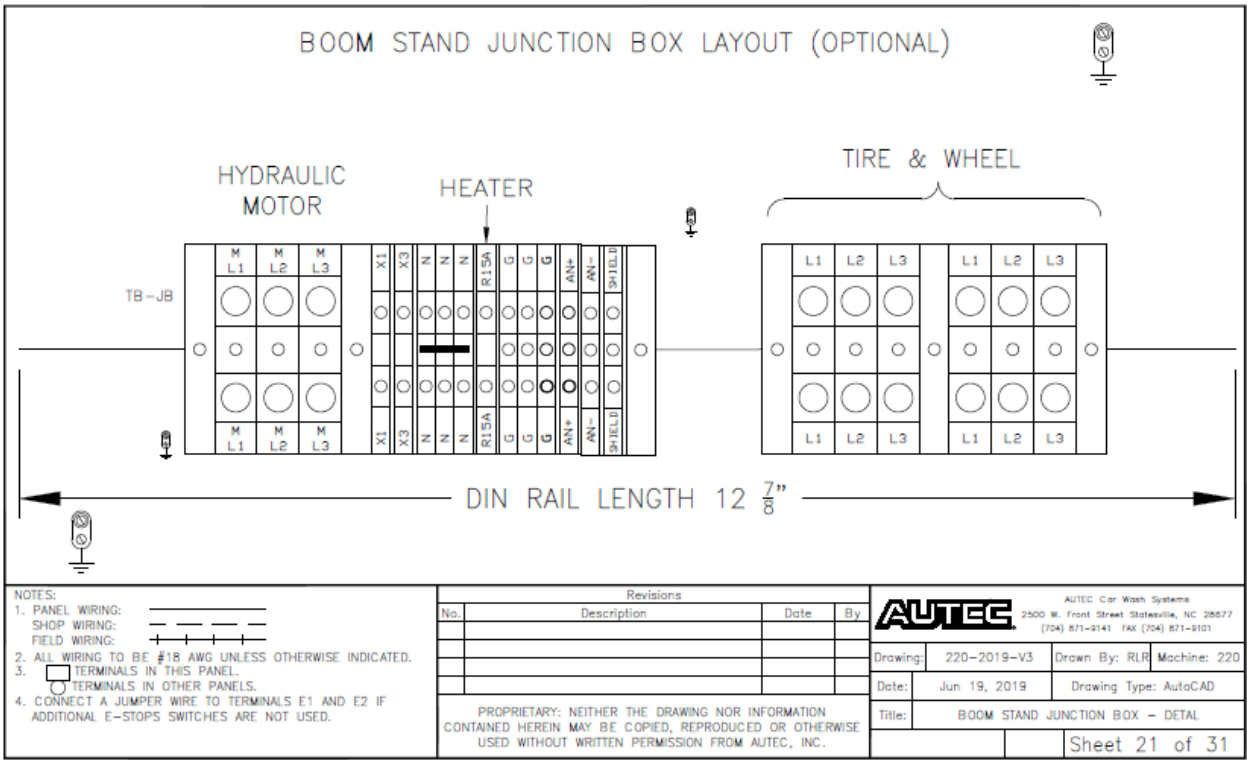 BOOM STAND JUNCTION BOX LAYOUT (OPTIONAL)
TIRE & WHEEL
HYDRAULIC
MOTOR
HEATER
TB-JB
M M M
L1 L2 L3
X1 X3 N N N R15A G G G AN+ AN- SHIELD
L1 L2 L3 L1 L2 L3
M M M
L1 L2 L3
X1 X3 N N N R15A G G G AN+ AN- SHIELD
L1 L2 L3 L1 L2 L3
DIN RAIL LENGTH 12 7/8"
NOTES:
1. PANEL WIRING:
SHOP WIRING:
FIELD WIRING:
2. ALL WIRING TO BE #18 AWG UNLESS OTHERWISE INDICATED.
3. TERMINALS IN THIS PANEL.
TERMINALS IN OTHER PANELS.
4. CONNECT A JUMPER WIRE TO TERMINALS E1 AND E2 IF
ADDITIONAL E-STOPS SWITCHES ARE NOT USED.
Revisions
No. Description Date By
PROPRIETARY: NEITHER THE DRAWING NOR INFORMATION
CONTAINED HEREIN MAY BE COPIED, REPRODUCED OR OTHERWISE
USED WITHOUT WRITTEN PERMISSION FROM AUTEC, INC.
AUTEC
AUTEC Car Wash Systems
2500 W. Front Street Statesville, NC 28677
(704) 871-9141 FAX (704) 871-9101
Drawing: 220-2019-V3 Drawn By: RLR Machine: 220
Date: Jun 19, 2019 Drawing Type: AutoCAD
Title: BOOM STAND JUNCTION BOX - DETAL
Sheet 21 of 31